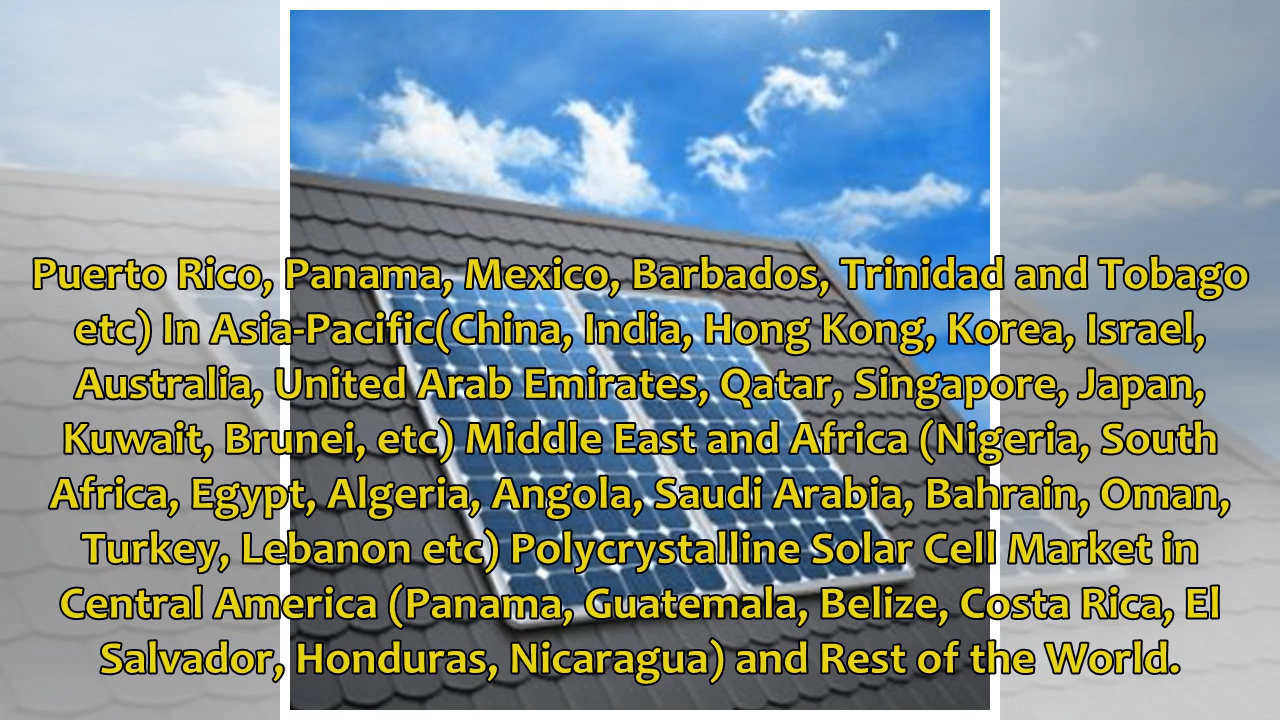 Puerto Rico, Panama, Mexico, Barbados, Trinidad and Tobago
etc) In Asia-Pacific(China, India, Hong Kong, Korea, Israel,
Australia, United Arab Emirates, Qatar, Singapore, Japan,
Kuwait, Brunei, etc) Middle East and Africa (Nigeria, South
Africa, Egypt, Algeria, Angola, Saudi Arabia, Bahrain, Oman,
Turkey, Lebanon etc) Polycrystalline Solar Cell Market in
Central America (Panama, Guatemala, Belize, Costa Rica, El
Salvador, Honduras, Nicaragua) and Rest of the World.